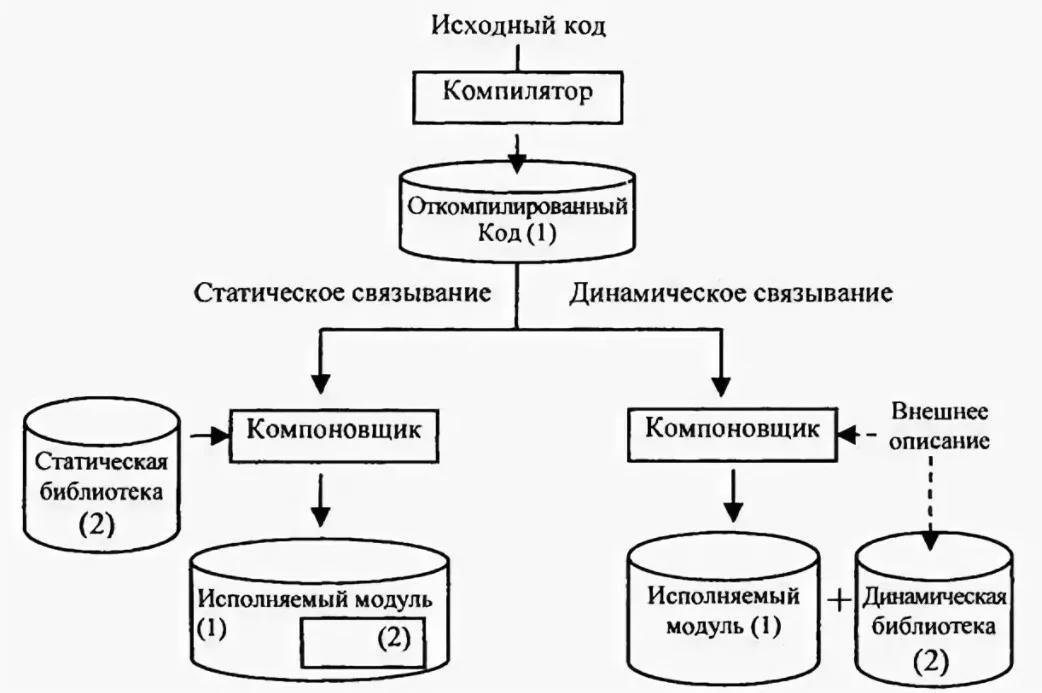 Исходный код
Компилятор
Откомпилированный
Код (1)
Статическое связывание
Динамическое связывание
Статическая
библиотека
(2)
Компоновщик
Компоновщик
Внешнее
описание
Исполняемый модуль
(1)
(2)
Исполняемый
модуль (1)
+
Динамическая
библиотека
(2)